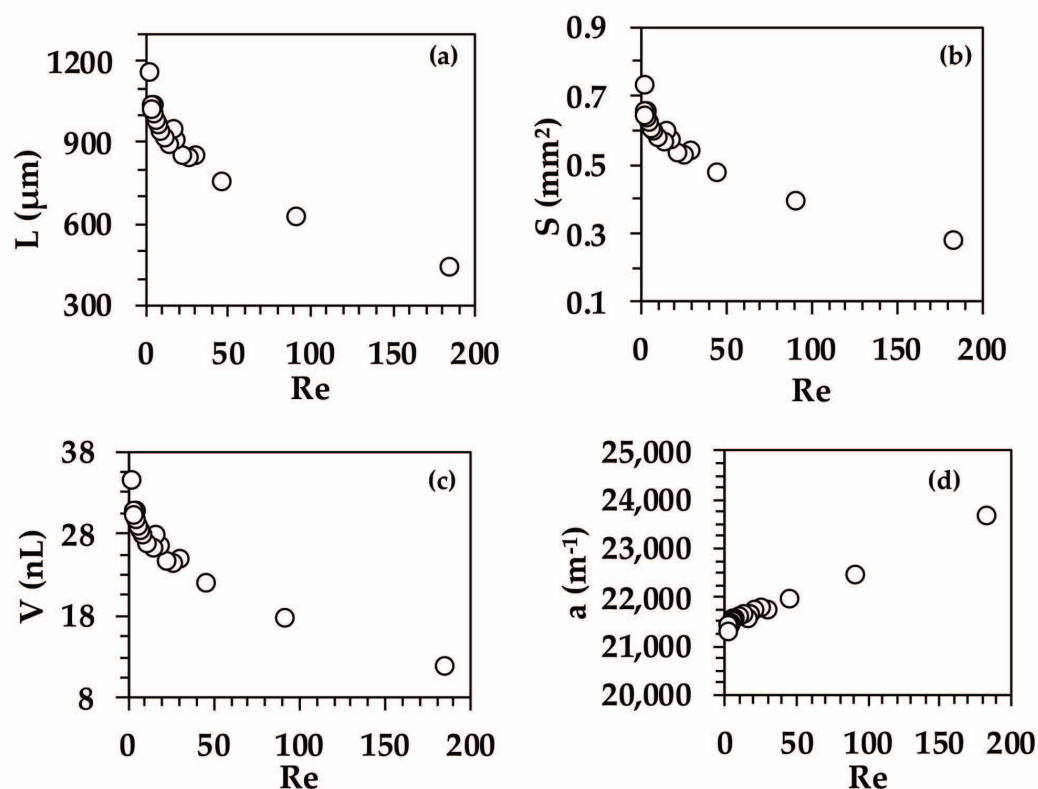 (a)
L (µm)
1200
900
600
300
0 50 100 150 200
Re
(b)
S (mm²)
0.9
0.7
0.5
0.3
0.1
0 50 100 150 200
Re
(c)
V (nL)
38
28
18
8
0 50 100 150 200
Re
(d)
a (m⁻¹)
25,000
24,000
23,000
22,000
21,000
20,000
0 50 100 150 200
Re